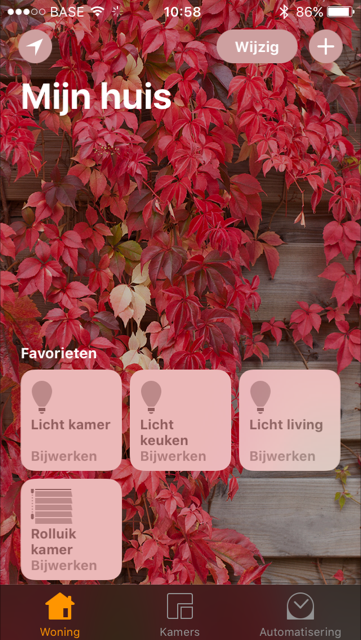 BASE 10:58 86%
Wijzig
Mijn huis
Favorieten
Licht kamer
Bijwerken
Licht
keuken
Bijwerken
Licht living
Bijwerken
Rolluik
kamer
Bijwerken
Woning Kamers Automatisering